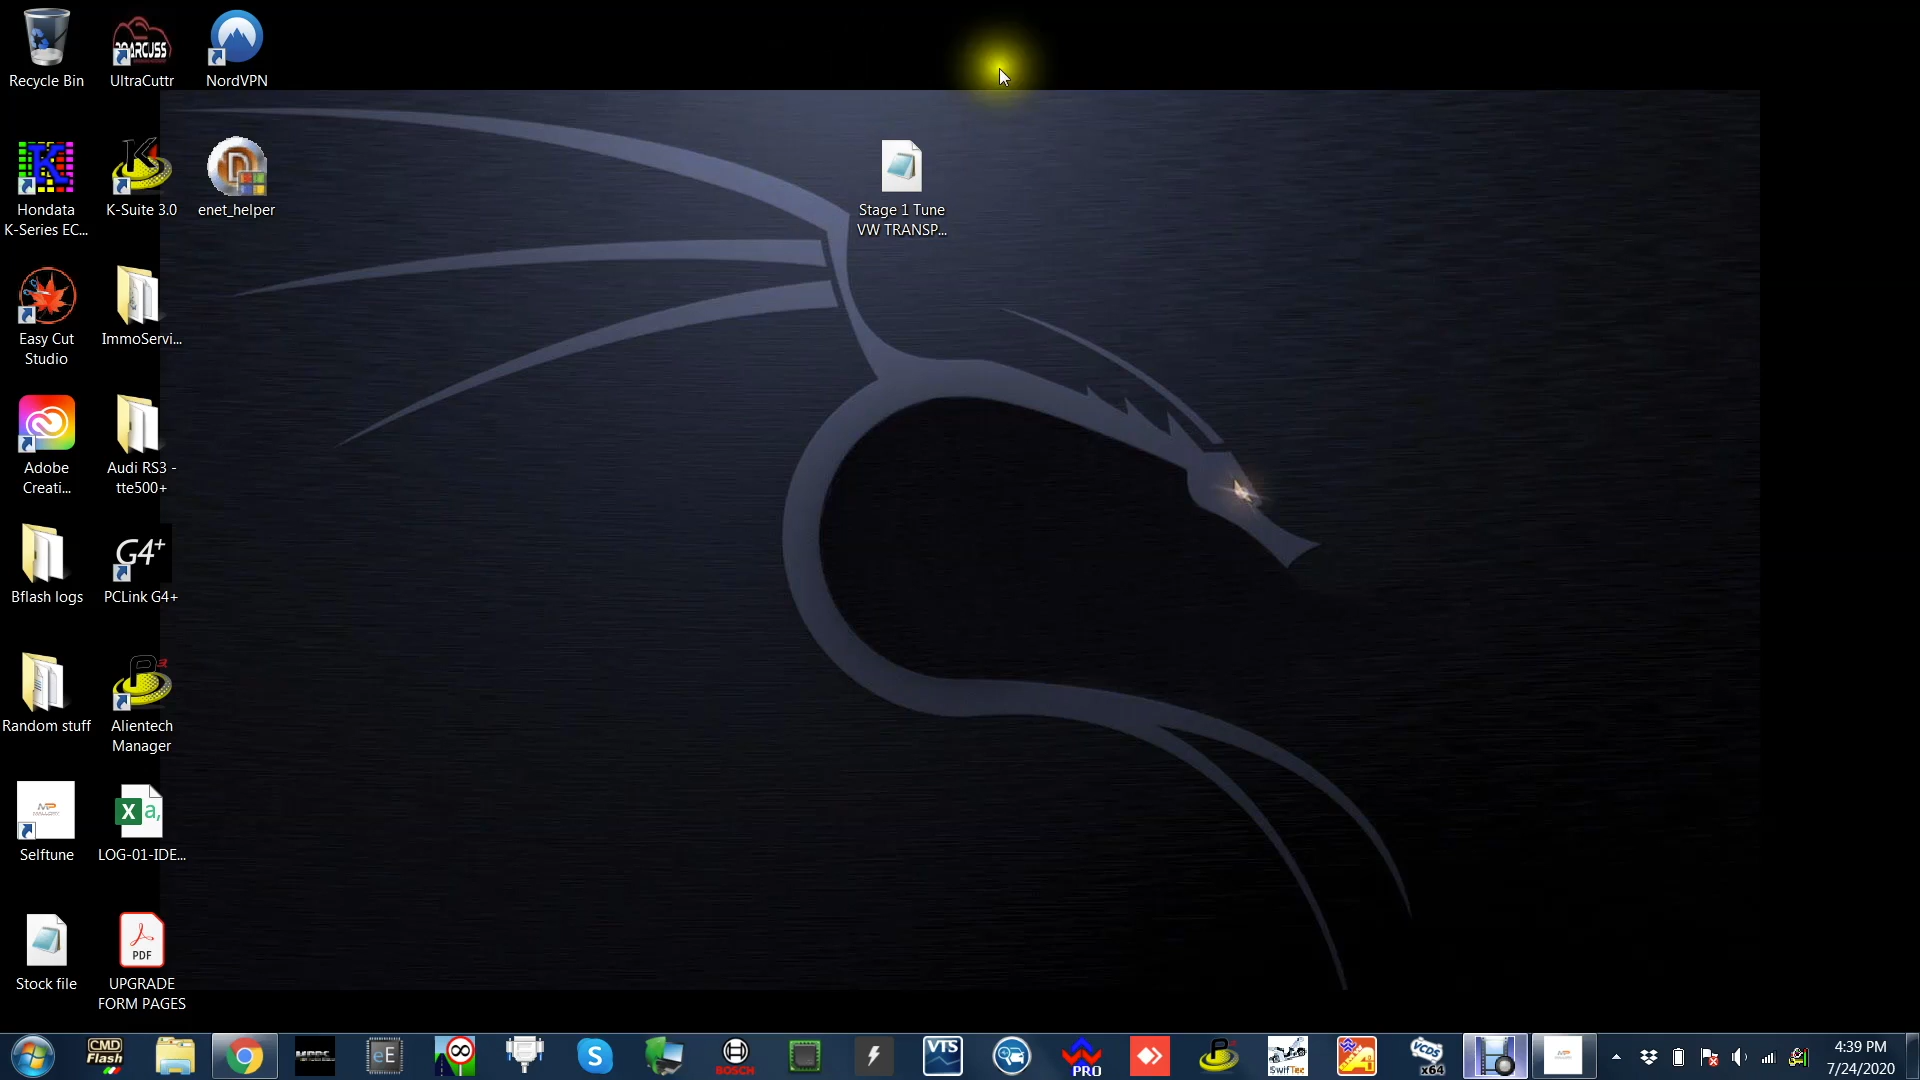 Recycle Bin
UltraCuttr
NordVPN
Hondata
K-Series EC...
K-Suite 3.0
enet_helper
Stage 1 Tune
VW TRANSP...
Easy Cut
Studio
ImmoServi...
Adobe
Creati...
Audi RS3 -
tte500+
Bflash logs
G4+
PCLink G4+
Random stuff
Alientech
Manager
Selftune
X a,
LOG-01-IDE...
Stock file
PDF
UPGRADE
FORM PAGES
CMD
Flash
eE
BOSCH
VTS
PRO
SwifTec
VCDS
x64
4:39 PM
7/24/2020